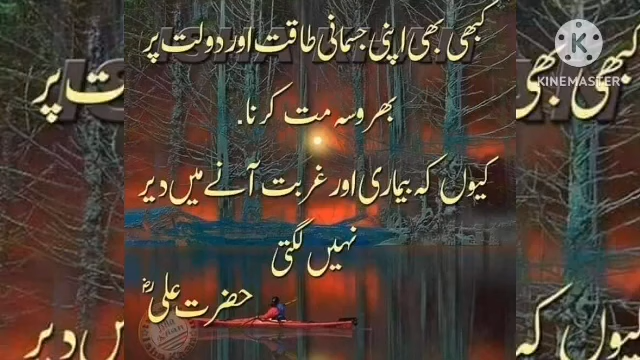 کبھی بھی اپنی جسمانی طاقت اور دولت پر
بھروسہ مت کرنا.
کیوں کہ بیماری اور غربت آنے میں دیر
نہیں لگتی
حضرت علیؓ
KINEMASTER